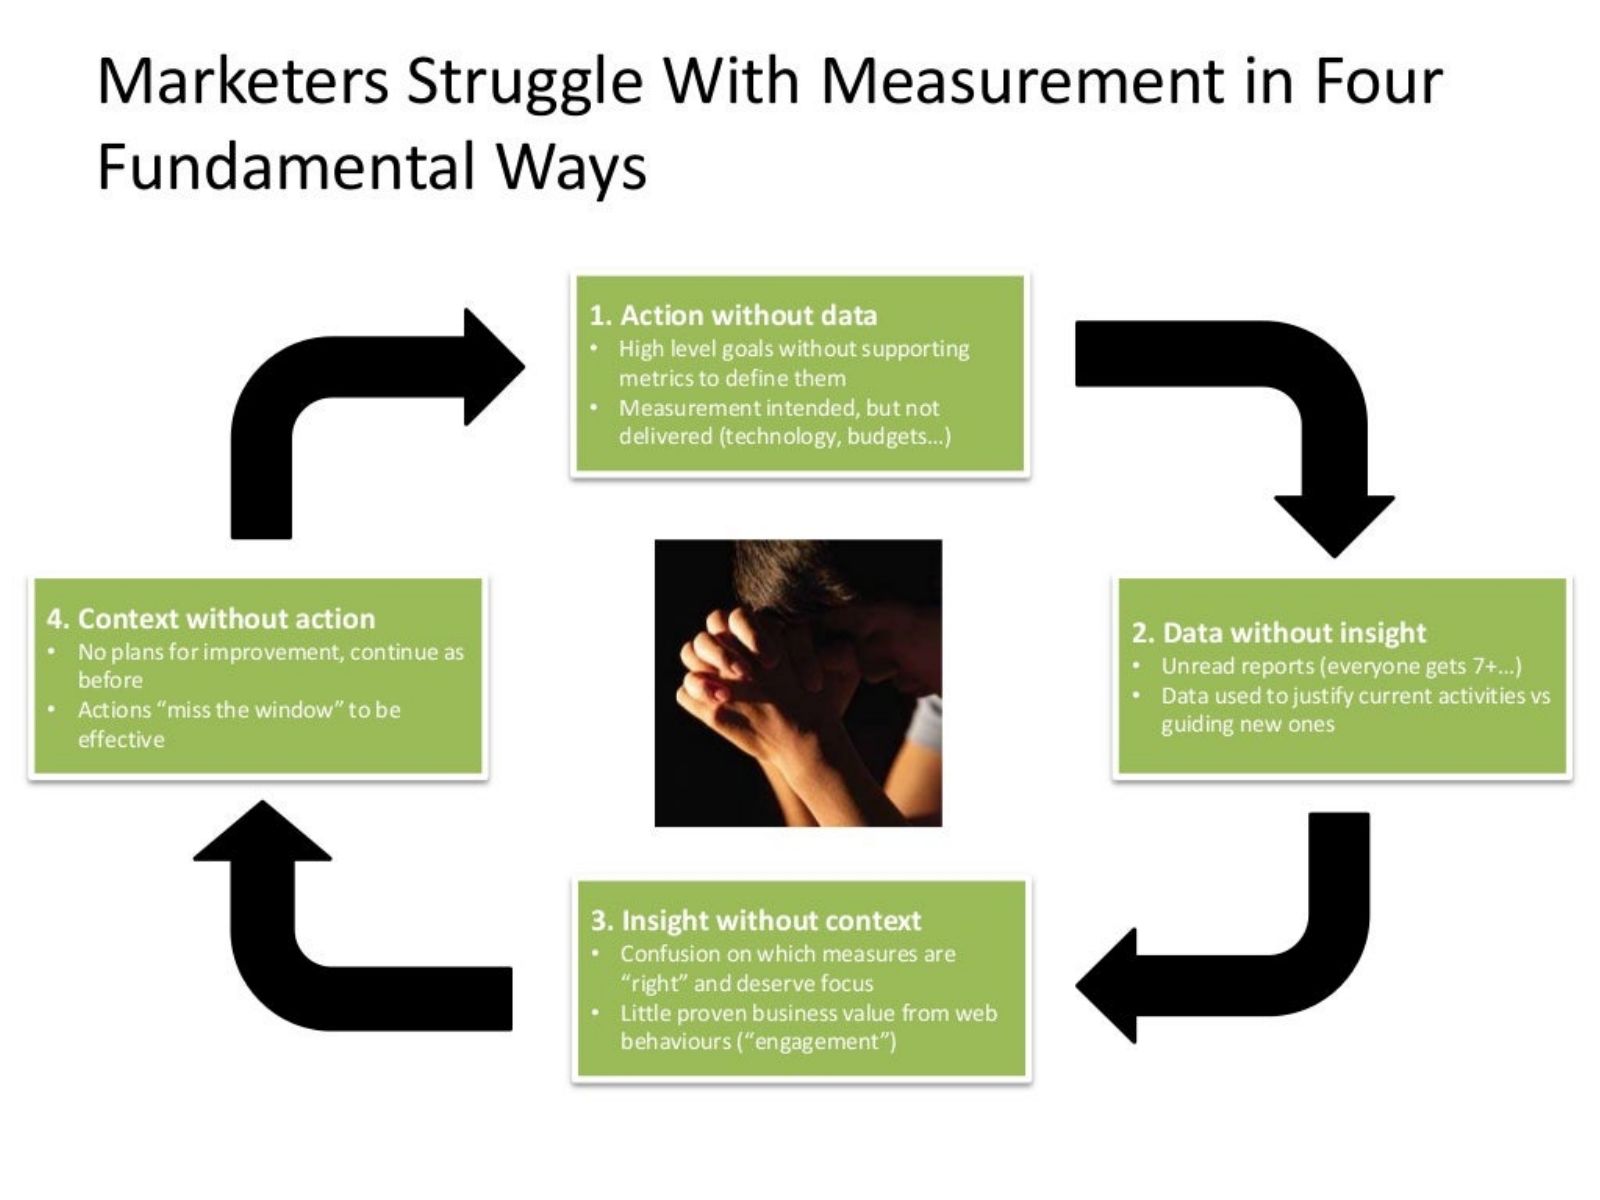 Marketers Struggle With Measurement in Four
Fundamental Ways
1. Action without data
• High level goals without supporting
metrics to define them
• Measurement intended, but not
delivered (technology, budgets...)
2. Data without insight
• Unread reports (everyone gets 7+...)
• Data used to justify current activities vs
guiding new ones
3. Insight without context
• Confusion on which measures are
“right” and deserve focus
• Little proven business value from web
behaviours (“engagement”)
4. Context without action
• No plans for improvement, continue as
before
• Actions “miss the window” to be
effective